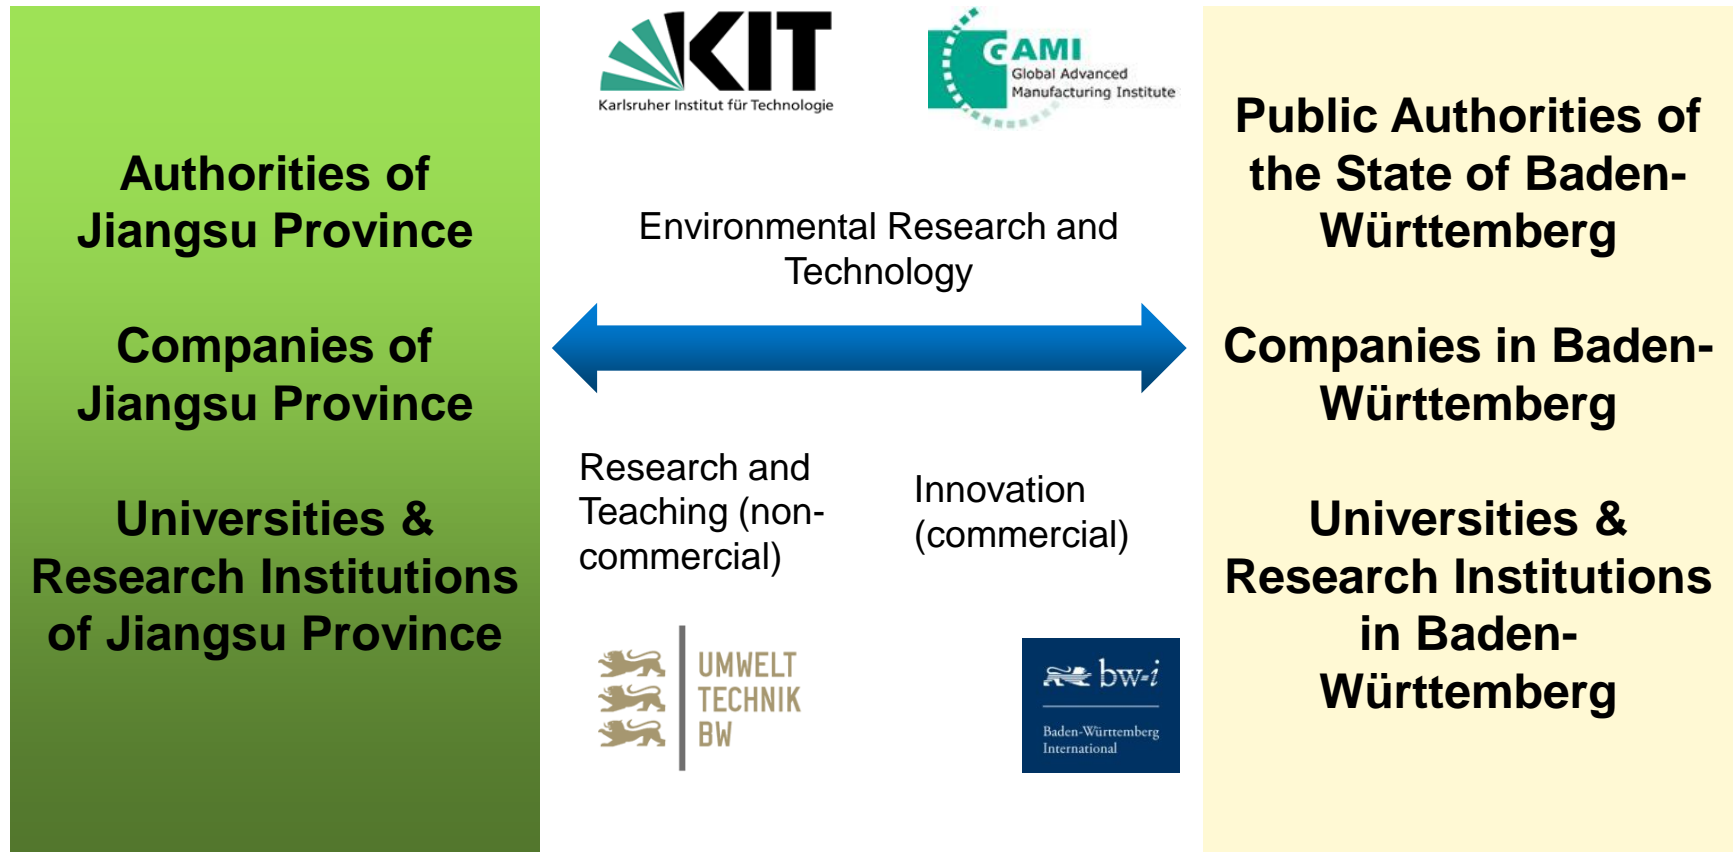 Authorities of
Jiangsu Province
Companies of
Jiangsu Province
Universities &
Research Institutions
of Jiangsu Province
KIT
Karlsruher Institut für Technologie
GAMI
Global Advanced
Manufacturing Institute
Environmental Research and
Technology
Research and
Teaching (non-
commercial)
Innovation
(commercial)
UMWELT
TECHNIK
BW
bw-i
Baden-Württemberg
International
Public Authorities of
the State of Baden-
Württemberg
Companies in Baden-
Württemberg
Universities &
Research Institutions
in Baden-
Württemberg